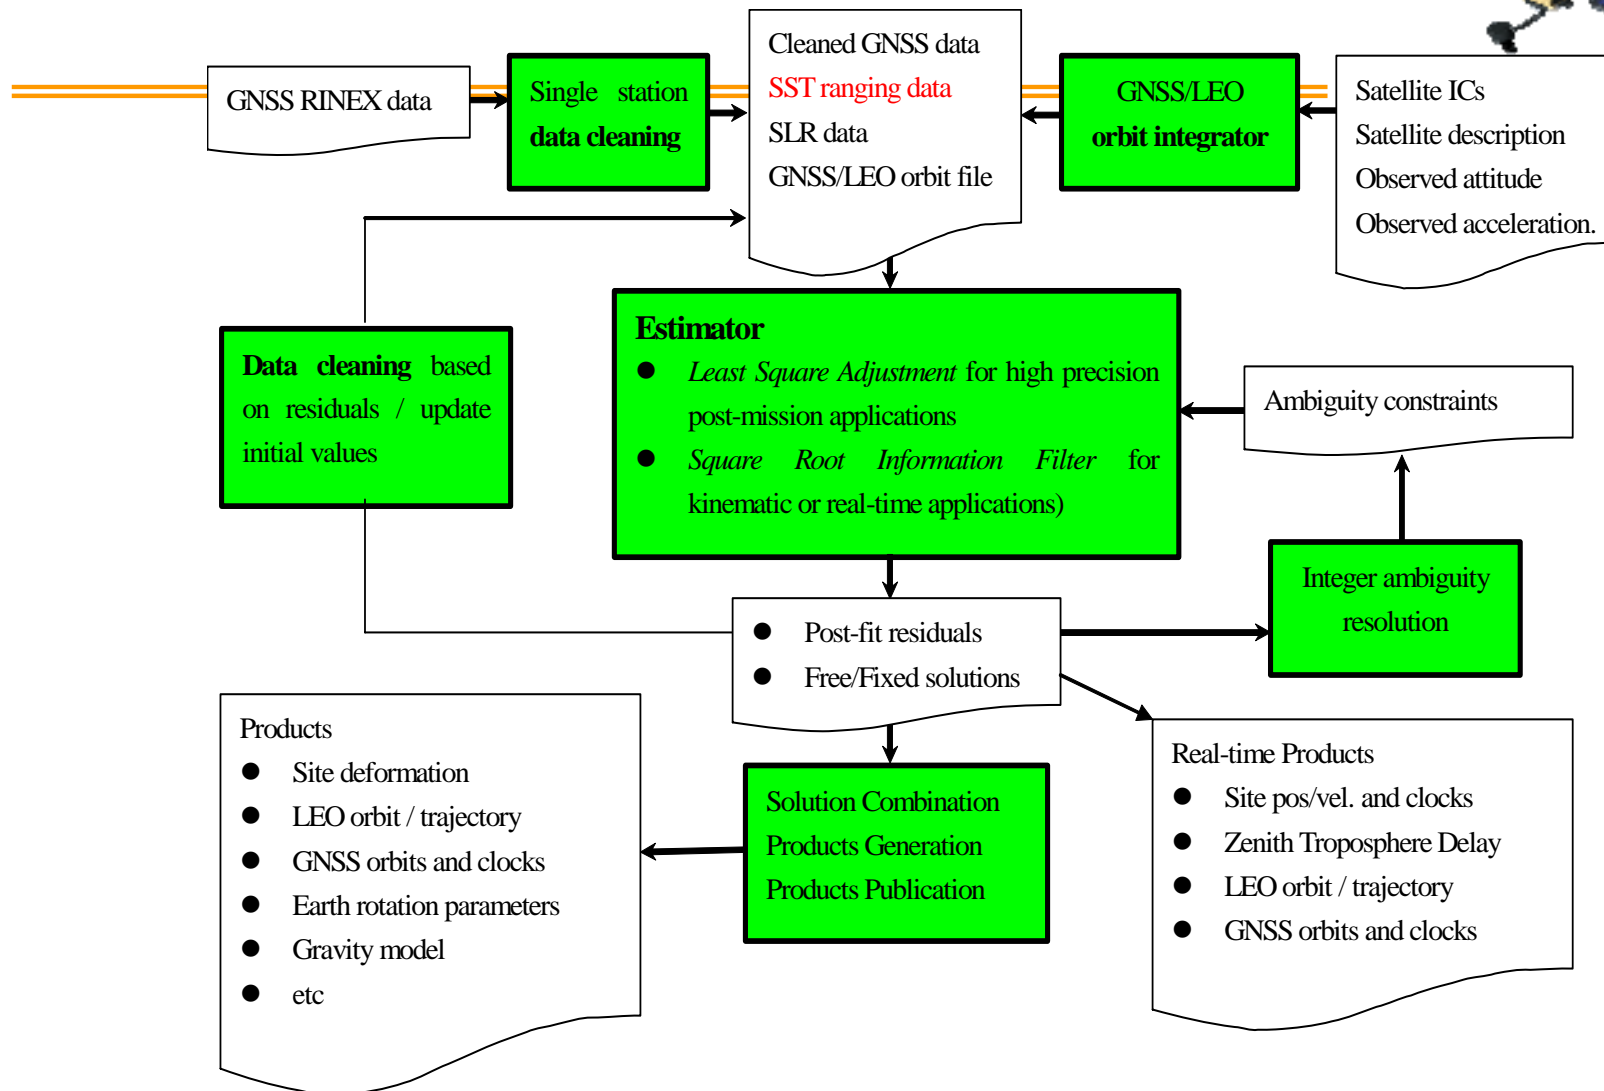 GNSS RINEX data
Single station
data cleaning
Cleaned GNSS data
SST ranging data
SLR data
GNSS/LEO orbit file
GNSS/LEO
orbit integrator
Satellite ICs
Satellite description
Observed attitude
Observed acceleration.
Data cleaning based
on residuals / update
initial values
Estimator
● Least Square Adjustment for high precision
post-mission applications
● Square Root Information Filter for
kinematic or real-time applications)
Ambiguity constraints
Integer ambiguity
resolution
● Post-fit residuals
● Free/Fixed solutions
Products
● Site deformation
● LEO orbit / trajectory
● GNSS orbits and clocks
● Earth rotation parameters
● Gravity model
● etc
Solution Combination
Products Generation
Products Publication
Real-time Products
● Site pos/vel. and clocks
● Zenith Troposphere Delay
● LEO orbit / trajectory
● GNSS orbits and clocks